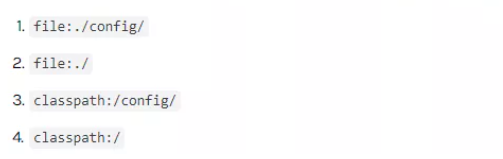 1. file:./config/
2. file:./
3. classpath:/config/
4. classpath:/